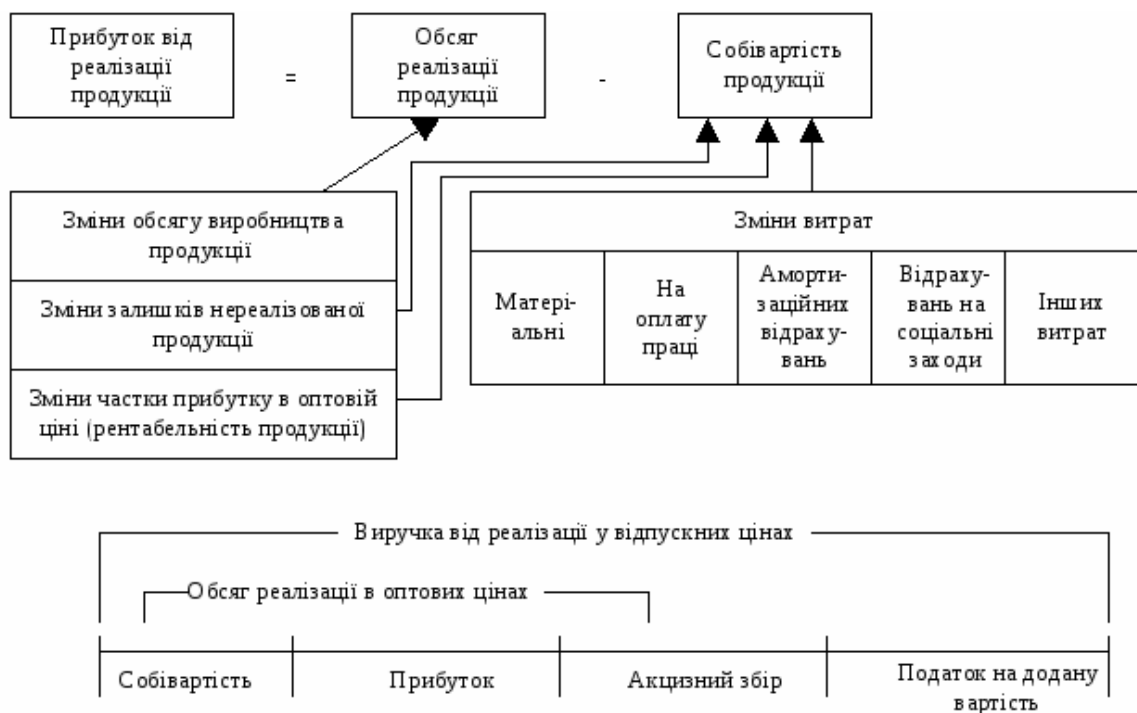 Прибуток від
реалізації
продукції
=
Обсяг
реалізації
продукції
-
Собівартість
продукції
Зміни обсягу виробництва
продукції
Зміни залишків нереалізованої
продукції
Зміни частки прибутку в оптовій
ціні (рентабельність продукції)
Зміни витрат
Матері-
альні
На
оплату
праці
Аморти-
заційних
відраху-
вань
Відраху-
вань на
соціальні
заходи
Інших
витрат
Виручка від реалізації у відпускних цінах
Обсяг реалізації в оптових цінах
Собівартість
Прибуток
Акцизний збір
Податок на додану
вартість